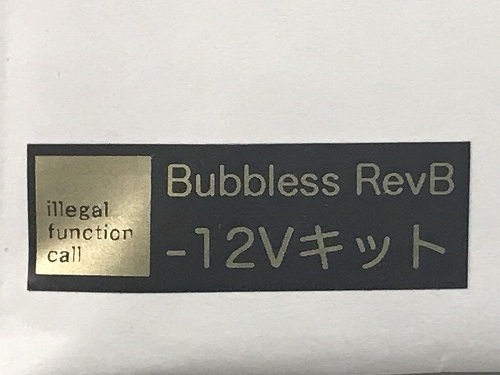 illegal
function
call
Bubbless RevB
-12Vキット